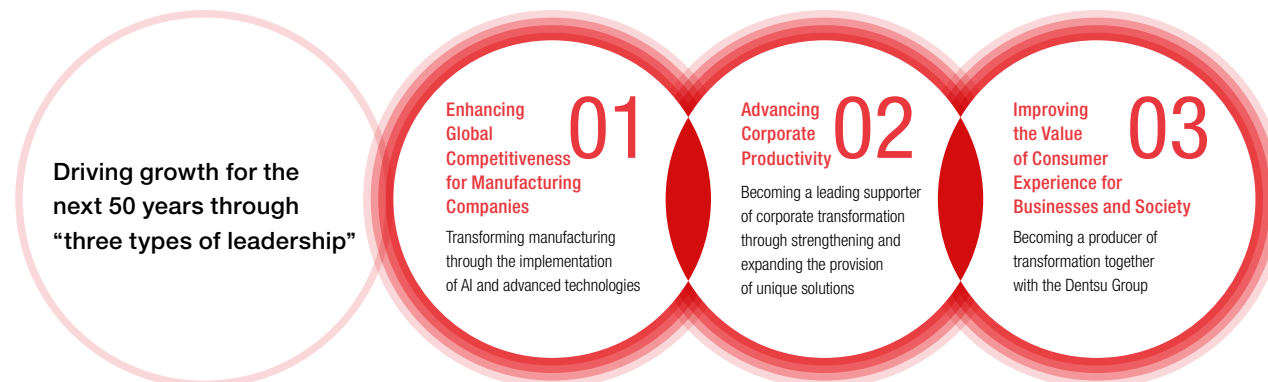 Driving growth for the
next 50 years through
“three types of leadership”
01
Enhancing
Global
Competitiveness
for Manufacturing
Companies
Transforming manufacturing
through the implementation
of AI and advanced technologies
02
Advancing
Corporate
Productivity
Becoming a leading supporter
of corporate transformation
through strengthening and
expanding the provision
of unique solutions
03
Improving
the Value
of Consumer
Experience for
Businesses and Society
Becoming a producer of
transformation together
with the Dentsu Group